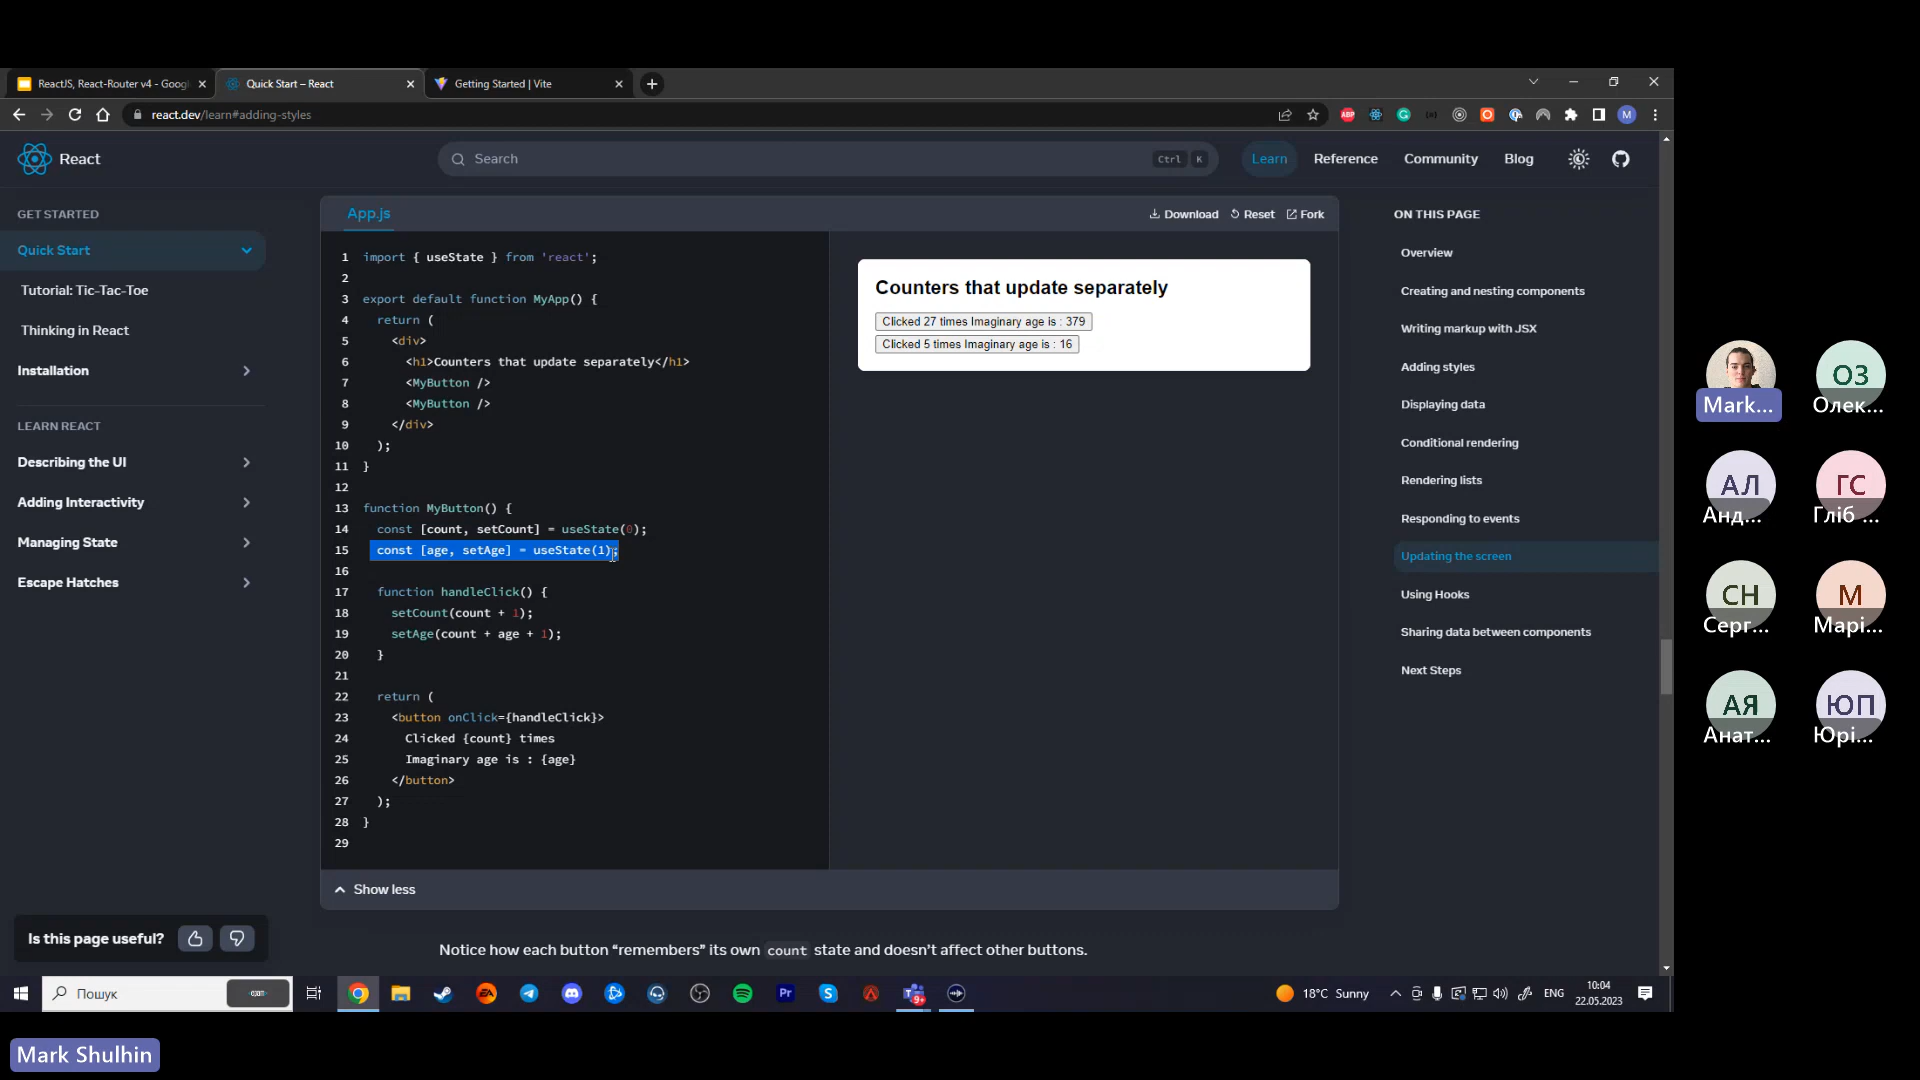 ReactJS, React-Router v4 - Googl
Quick Start – React
Getting Started | Vite
react.dev/learn#adding-styles
ABP
M
React
Search
Ctrl K
Learn
Reference
Community
Blog
GET STARTED
Quick Start
Tutorial: Tic-Tac-Toe
Thinking in React
Installation
LEARN REACT
Describing the UI
Adding Interactivity
Managing State
Escape Hatches
Is this page useful?
App.js
Download
Reset
Fork
1 import { useState } from 'react';
2
3 export default function MyApp() {
4 return (
5 <div>
6 <h1>Counters that update separately</h1>
7 <MyButton />
8 <MyButton />
9 </div>
10 );
11 }
12
13 function MyButton() {
14 const [count, setCount] = useState(0);
15 const [age, setAge] = useState(1);
16
17 function handleClick() {
18 setCount(count + 1);
19 setAge(count + age + 1);
20 }
21
22 return (
23 <button onClick={handleClick}>
24 Clicked {count} times
25 Imaginary age is : {age}
26 </button>
27 );
28 }
29
Show less
Counters that update separately
Clicked 27 times Imaginary age is : 379
Clicked 5 times Imaginary age is : 16
Notice how each button “remembers” its own count state and doesn’t affect other buttons.
ON THIS PAGE
Overview
Creating and nesting components
Writing markup with JSX
Adding styles
Displaying data
Conditional rendering
Rendering lists
Responding to events
Updating the screen
Using Hooks
Sharing data between components
Next Steps
Mark...
ОЗ
Олек...
АЛ
Анд...
ГС
Гліб ...
СН
Серг...
М
Марі...
АЯ
Анат...
ЮП
Юрі...
Пошук
EA
Pr
9+
18°C Sunny
ENG
10:04
22.05.2023
Mark Shulhin